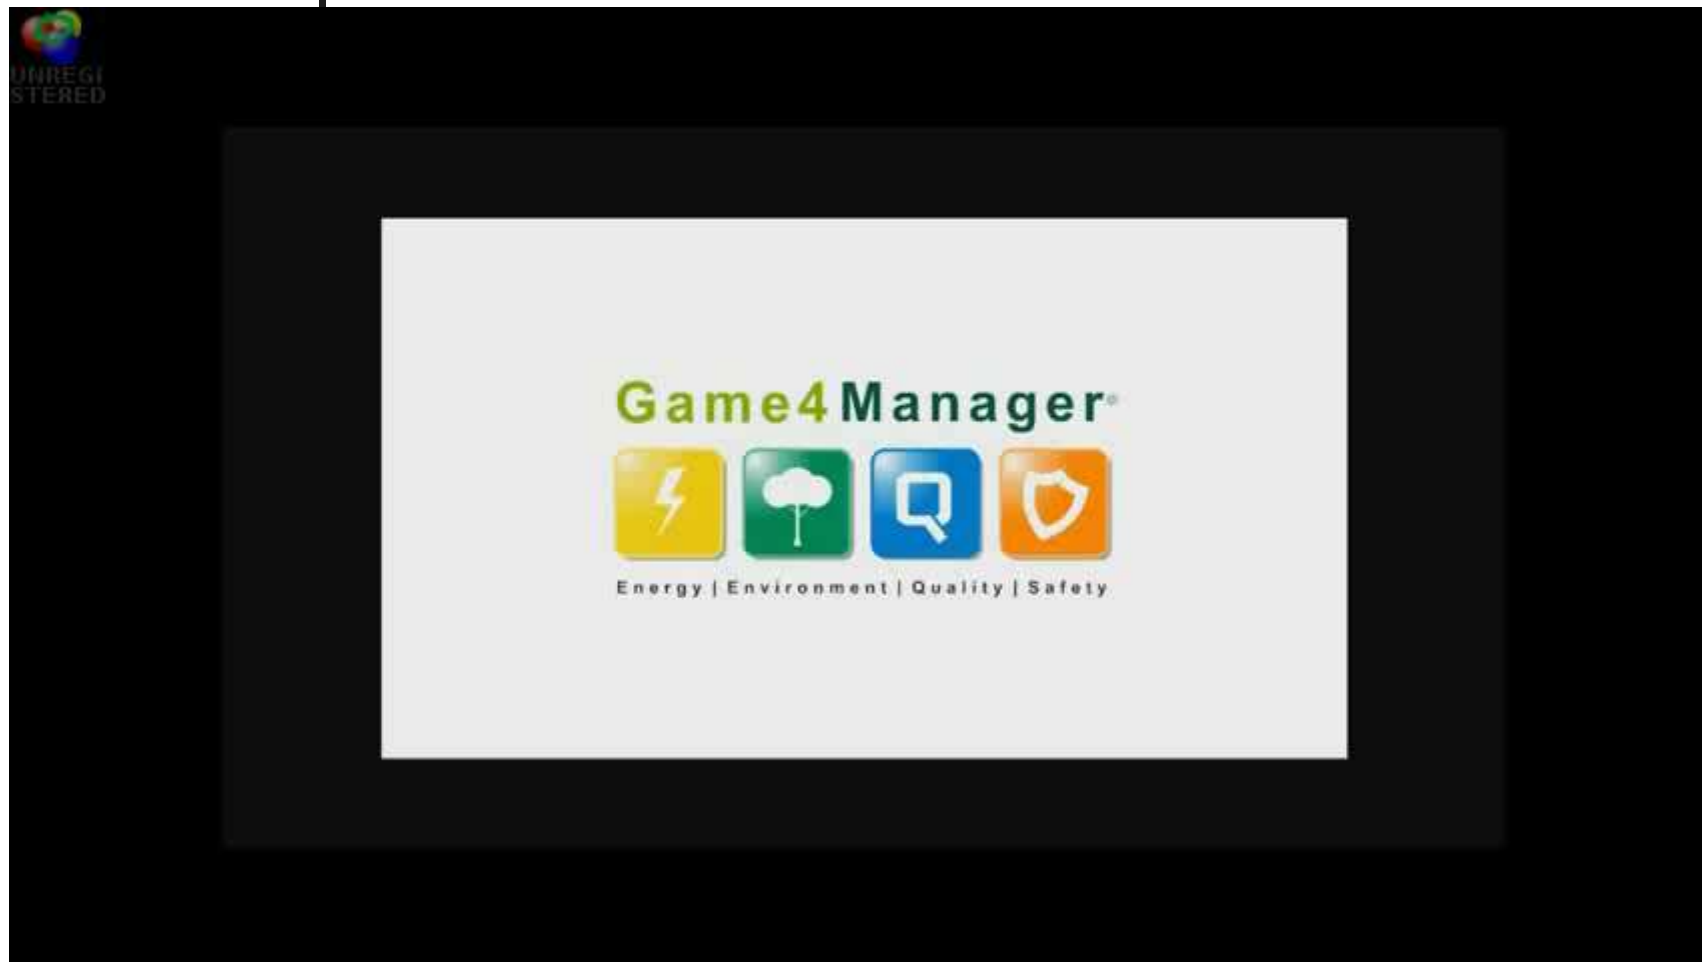 UNREGI
STERED
Game4Manager®
Energy | Environment | Quality | Safety